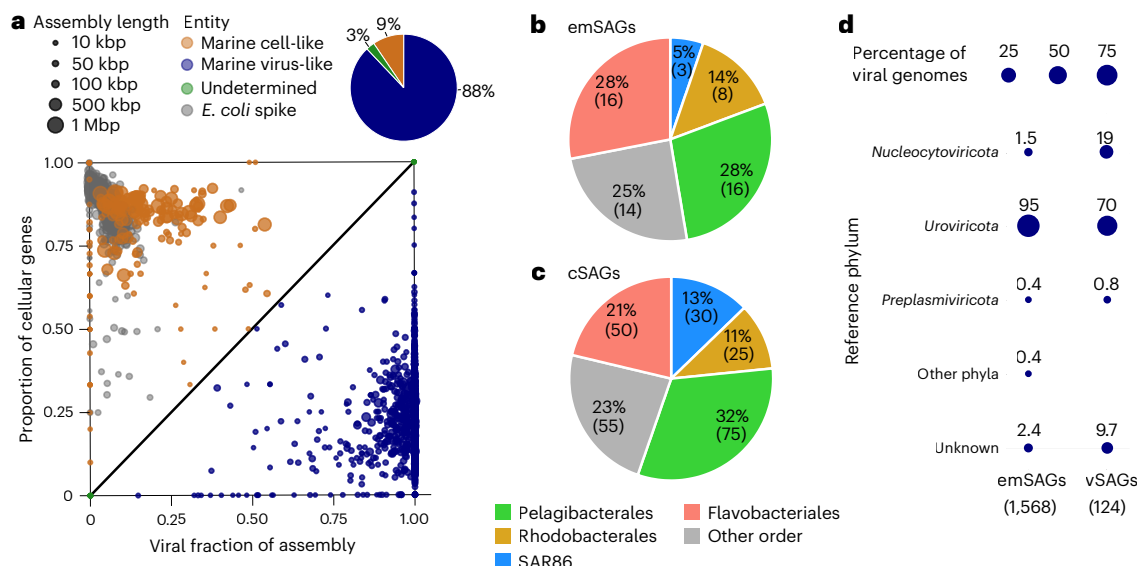 a
Assembly length
10 kbp
50 kbp
100 kbp
500 kbp
1 Mbp
Entity
Marine cell-like
Marine virus-like
Undetermined
E. coli spike
3%
9%
88%
Proportion of cellular genes
1.00
0.75
0.50
0.25
0
0
0.25
0.50
0.75
1.00
Viral fraction of assembly
b
emSAGs
5%
(3)
14%
(8)
28%
(16)
25%
(14)
28%
(16)
c
cSAGs
13%
(30)
11%
(25)
32%
(75)
23%
(55)
21%
(50)
Pelagibacterales
Rhodobacterales
SAR86
Flavobacteriales
Other order
d
Percentage of
viral genomes
25
50
75
Reference phylum
Nucleocytoviricota
1.5
19
Uroviricota
95
70
Preplasmiviricota
0.4
0.8
Other phyla
0.4
Unknown
2.4
9.7
emSAGs
(1,568)
vSAGs
(124)